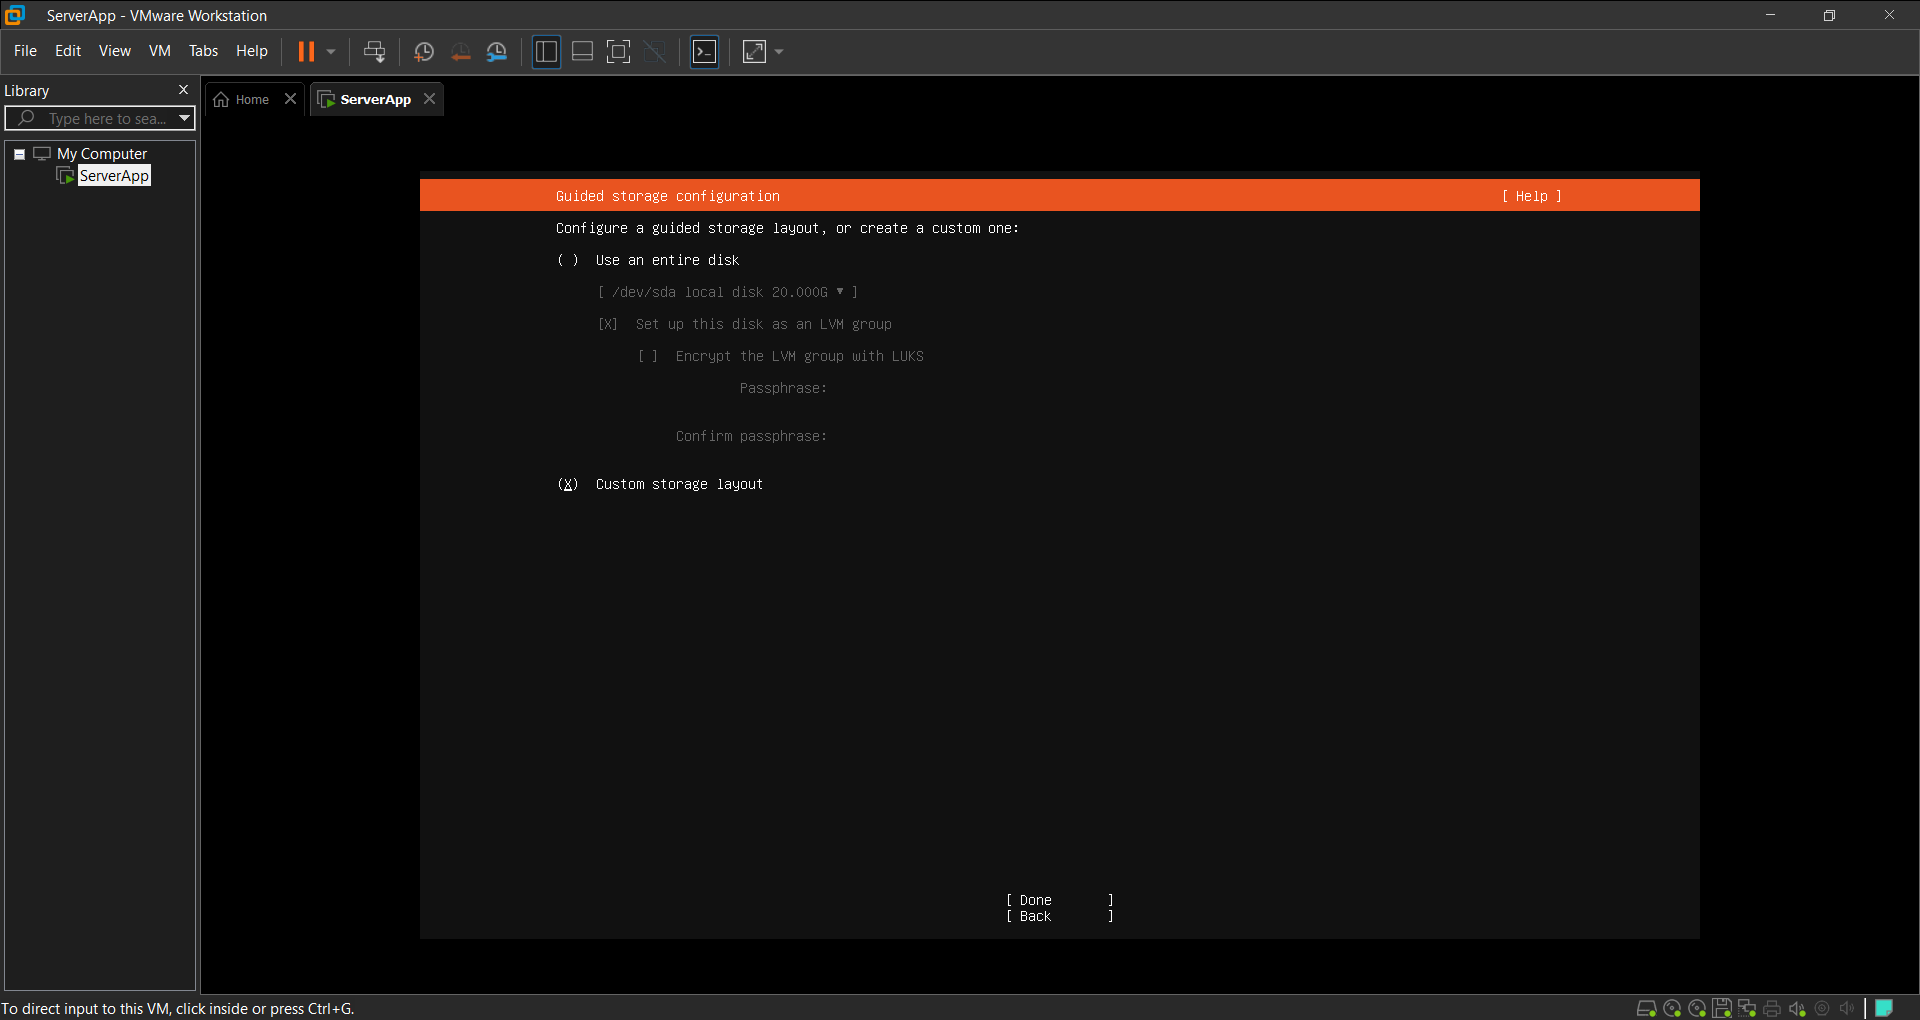 ServerApp - VMware Workstation
File Edit View VM Tabs Help
Library
Type here to sea...
My Computer
ServerApp
Home
ServerApp
Guided storage configuration [ Help ]
Configure a guided storage layout, or create a custom one:
( ) Use an entire disk
[ /dev/sda local disk 20.000G ▾ ]
[X] Set up this disk as an LVM group
[ ] Encrypt the LVM group with LUKS
Passphrase:
Confirm passphrase:
(X) Custom storage layout
[ Done ]
[ Back ]
To direct input to this VM, click inside or press Ctrl+G.